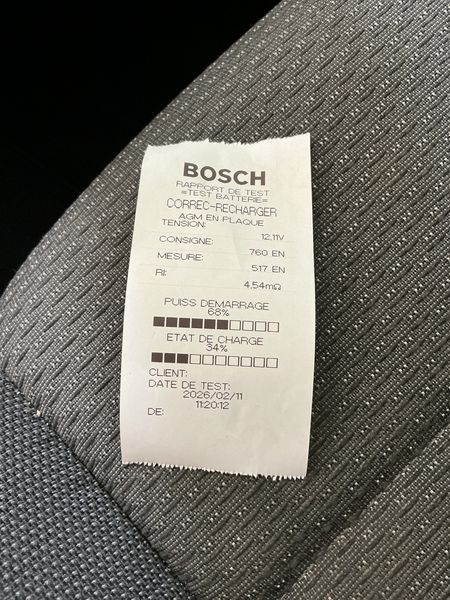 BOSCH
RAPPORT DE TEST
=TEST BATTERIE=
CORREC-RECHARGER
AGM EN PLAQUE
TENSION: 12,11V
CONSIGNE: 760 EN
MESURE: 517 EN
RI: 4,54mΩ
PUISS DEMARRAGE
68%
ETAT DE CHARGE
34%
CLIENT:
DATE DE TEST:
2026/02/11
11:20:12
DE: